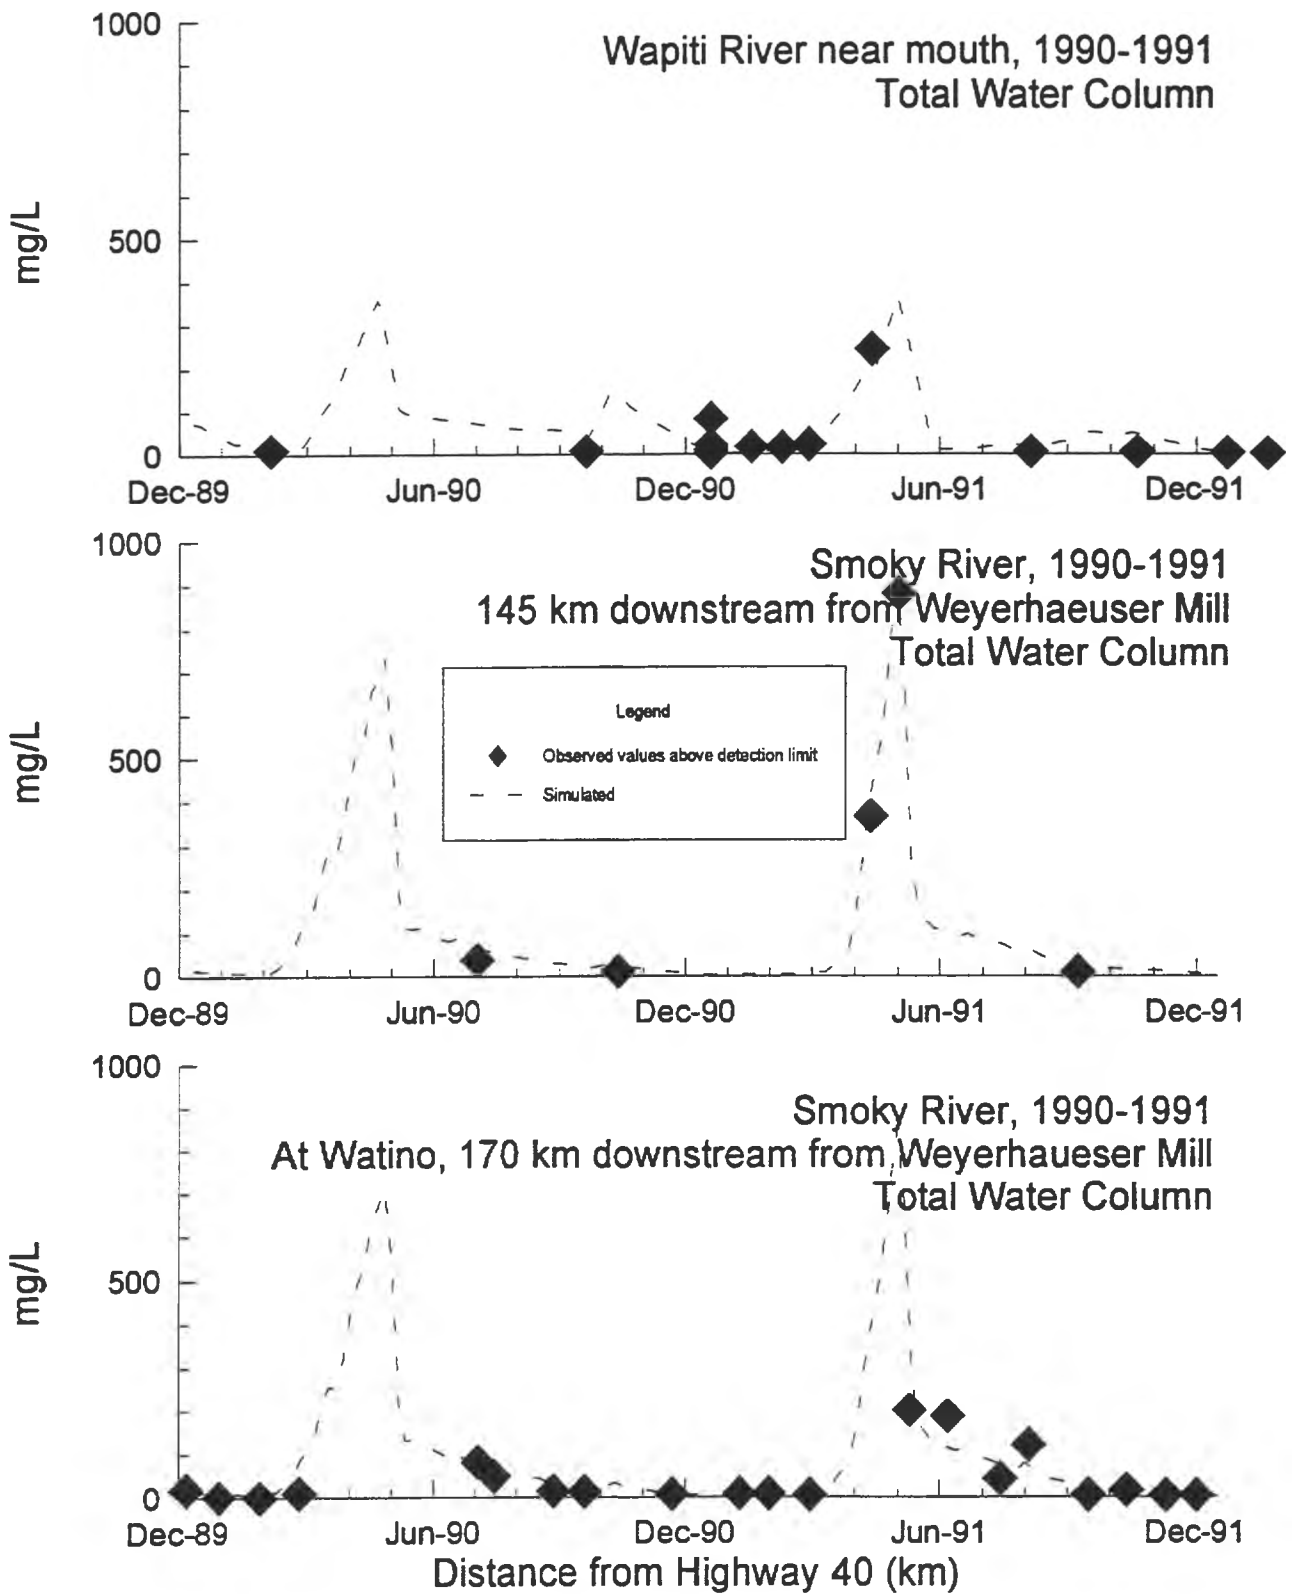 1000
Wapiti River near mouth, 1990-1991
Total Water Column
mg/L
500
0
Dec-89 Jun-90 Dec-90 Jun-91 Dec-91
1000
Smoky River, 1990-1991
145 km downstream from Weyerhaeuser Mill
Total Water Column
mg/L
Legend
Observed values above detection limit
Simulated
500
0
Dec-89 Jun-90 Dec-90 Jun-91 Dec-91
1000
Smoky River, 1990-1991
At Watino, 170 km downstream from Weyerhaueser Mill
Total Water Column
mg/L
500
0
Dec-89 Jun-90 Dec-90 Jun-91 Dec-91
Distance from Highway 40 (km)